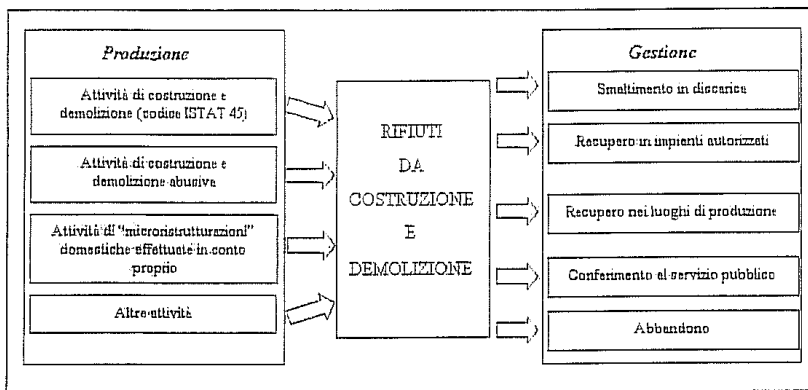 Produzione
Attività di costruzione e
demolizione (codice ISTAT 45)
Attività di costruzione e
demolizione abusiva
Attività di "microristrutturazioni"
domestiche effettuate in conto
proprio
Altre attività
RIFIUTI
DA
COSTRUZIONE
E
DEMOLIZIONE
Gestione
Smaltimento in discarica
Recupero in impianti autorizzati
Recupero nei luoghi di produzione
Conferimento al servizio pubblico
Abbandono